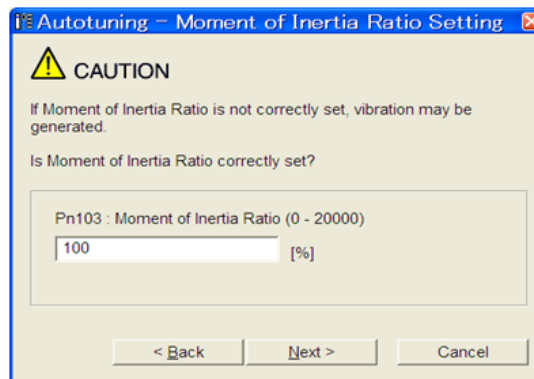 Autotuning - Moment of Inertia Ratio Setting
CAUTION
If Moment of Inertia Ratio is not correctly set, vibration may be
generated.
Is Moment of Inertia Ratio correctly set?
Pn103 : Moment of Inertia Ratio (0 - 20000)
100 [%]
< Back Next > Cancel